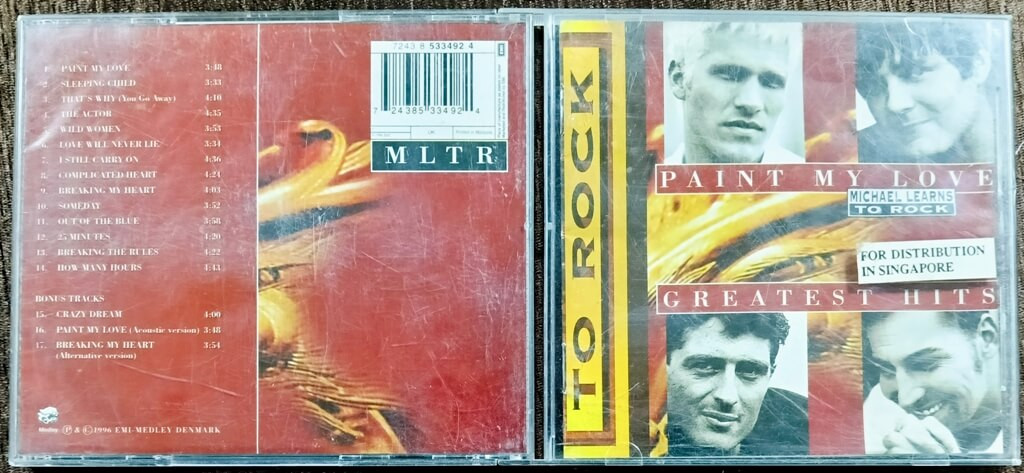 1. PAINT MY LOVE 3:48
2. SLEEPING CHILD 3:33
3. THAT'S WHY (You Go Away) 4:10
4. THE ACTOR 4:35
5. WILD WOMEN 3:53
6. LOVE WILL NEVER LIE 3:34
7. I STILL CARRY ON 4:36
8. COMPLICATED HEART 4:24
9. BREAKING MY HEART 4:03
10. SOMEDAY 3:52
11. OUT OF THE BLUE 3:58
12. 25 MINUTES 4:20
13. BREAKING THE RULES 4:22
14. HOW MANY HOURS 4:43
BONUS TRACKS
15. CRAZY DREAM 4:00
16. PAINT MY LOVE (Acoustic version) 3:48
17. BREAKING MY HEART 3:54
(Alternative version)
Medley Ⓟ & © 1996 EMI-MEDLEY DENMARK
7243 8 533492 4
7 24385 33492 4
MLTR
TO ROCK
PAINT MY LOVE
MICHAEL LEARNS
TO ROCK
FOR DISTRIBUTION
IN SINGAPORE
GREATEST HITS